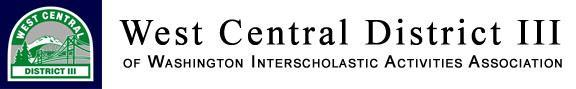 WEST CENTRAL
DISTRICT III
West Central District III
OF WASHINGTON INTERSCHOLASTIC ACTIVITIES ASSOCIATION